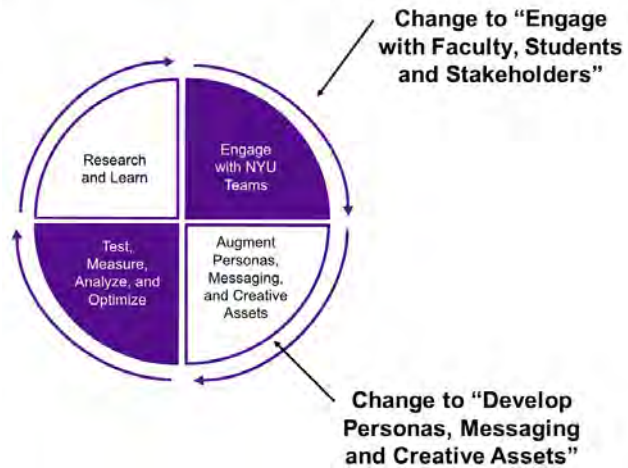 Change to “Engage
with Faculty, Students
and Stakeholders”
Research
and Learn
Engage
with NYU
Teams
Test,
Measure,
Analyze, and
Optimize
Augment
Personas,
Messaging,
and Creative
Assets
Change to “Develop
Personas, Messaging
and Creative Assets”